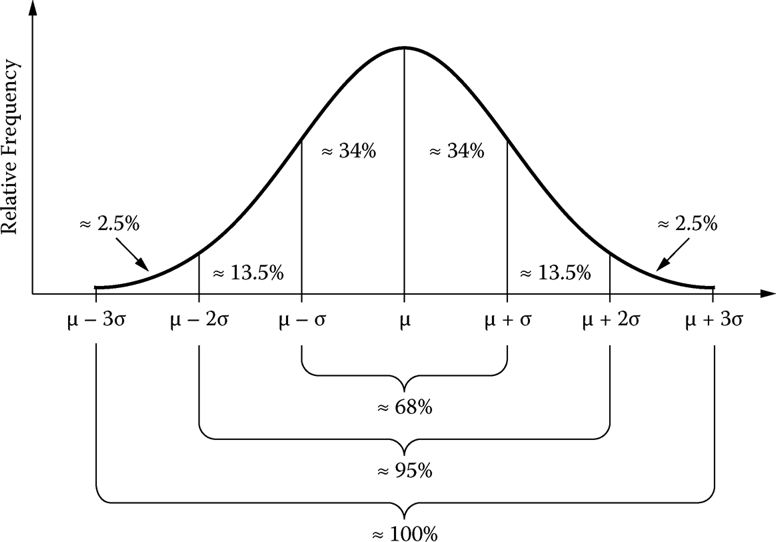 Relative Frequency
≈ 34%
≈ 34%
≈ 2.5%
≈ 2.5%
≈ 13.5%
≈ 13.5%
μ – 3σ
μ – 2σ
μ – σ
μ
μ + σ
μ + 2σ
μ + 3σ
≈ 68%
≈ 95%
≈ 100%